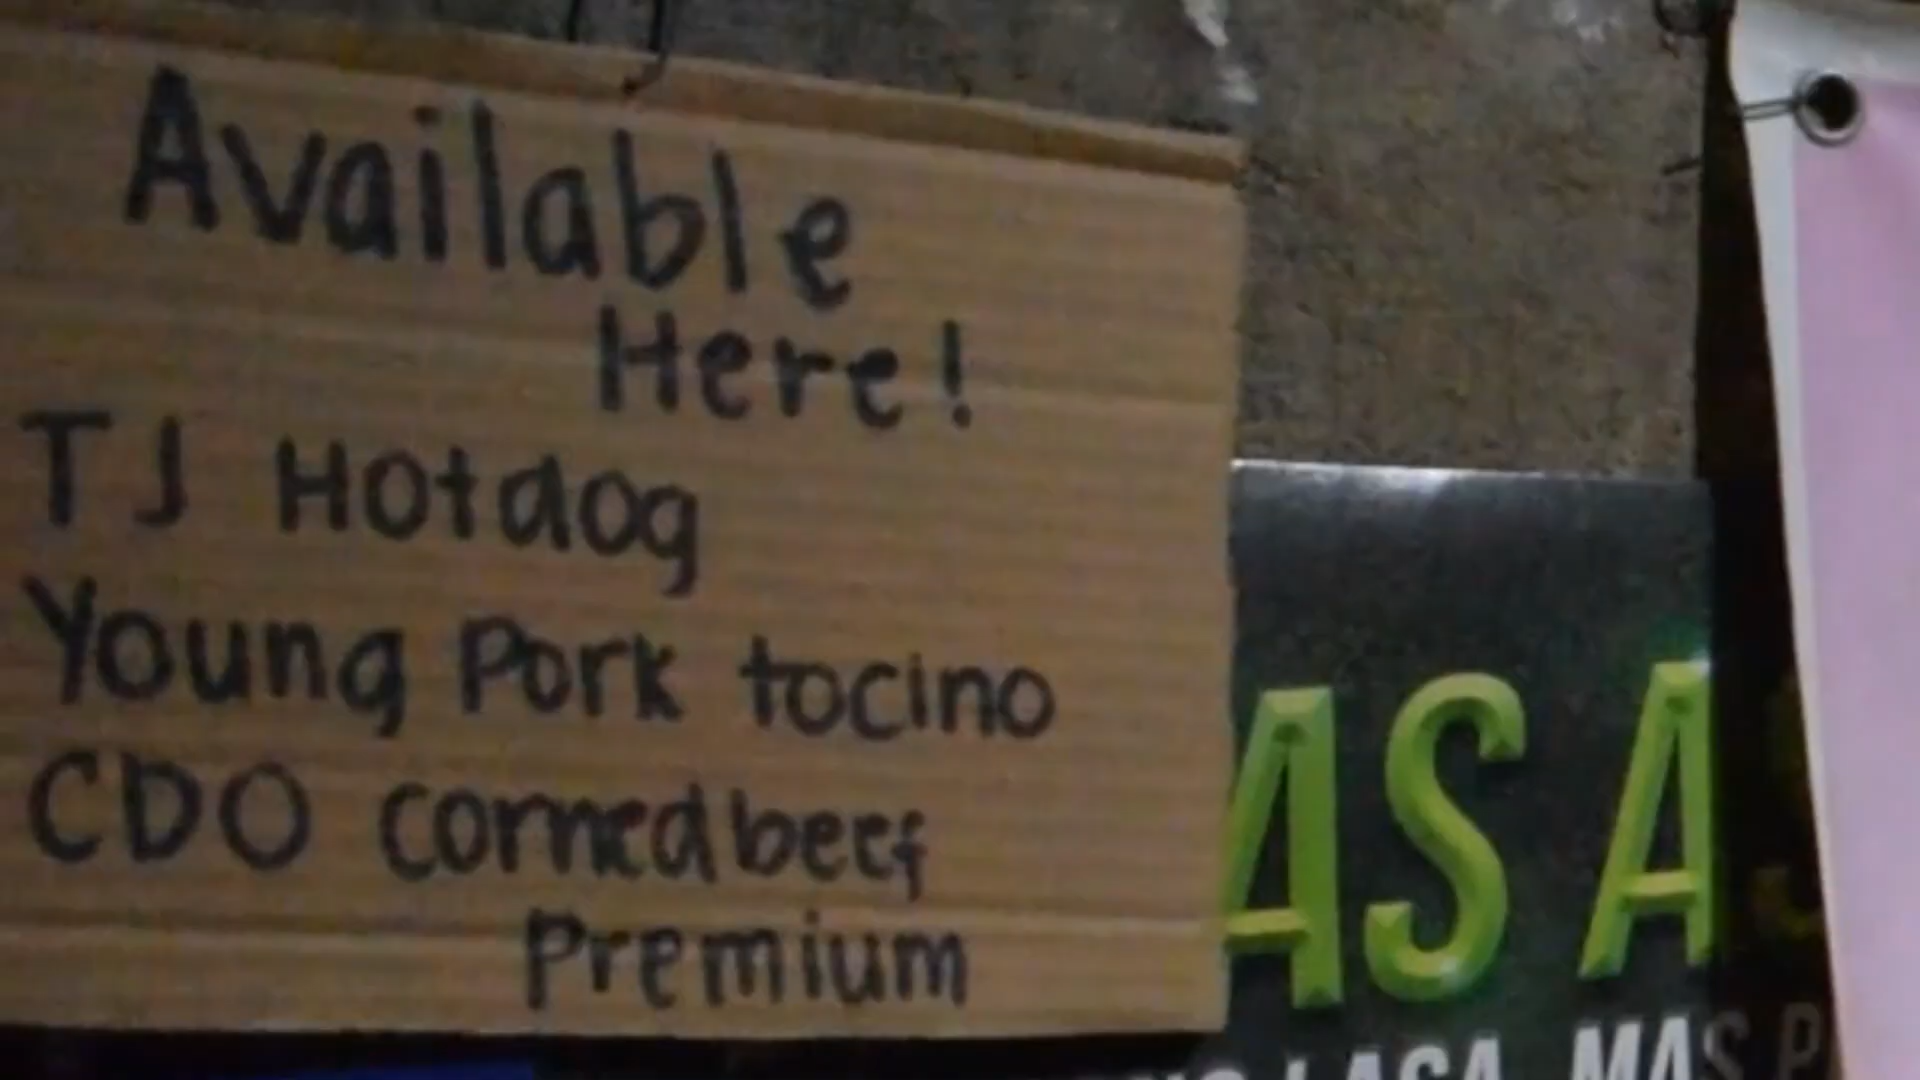 Available
Here!
TJ Hotdog
Young Pork tocino
CDO cornedbeef
Premium
ASA
LASA, MAS P